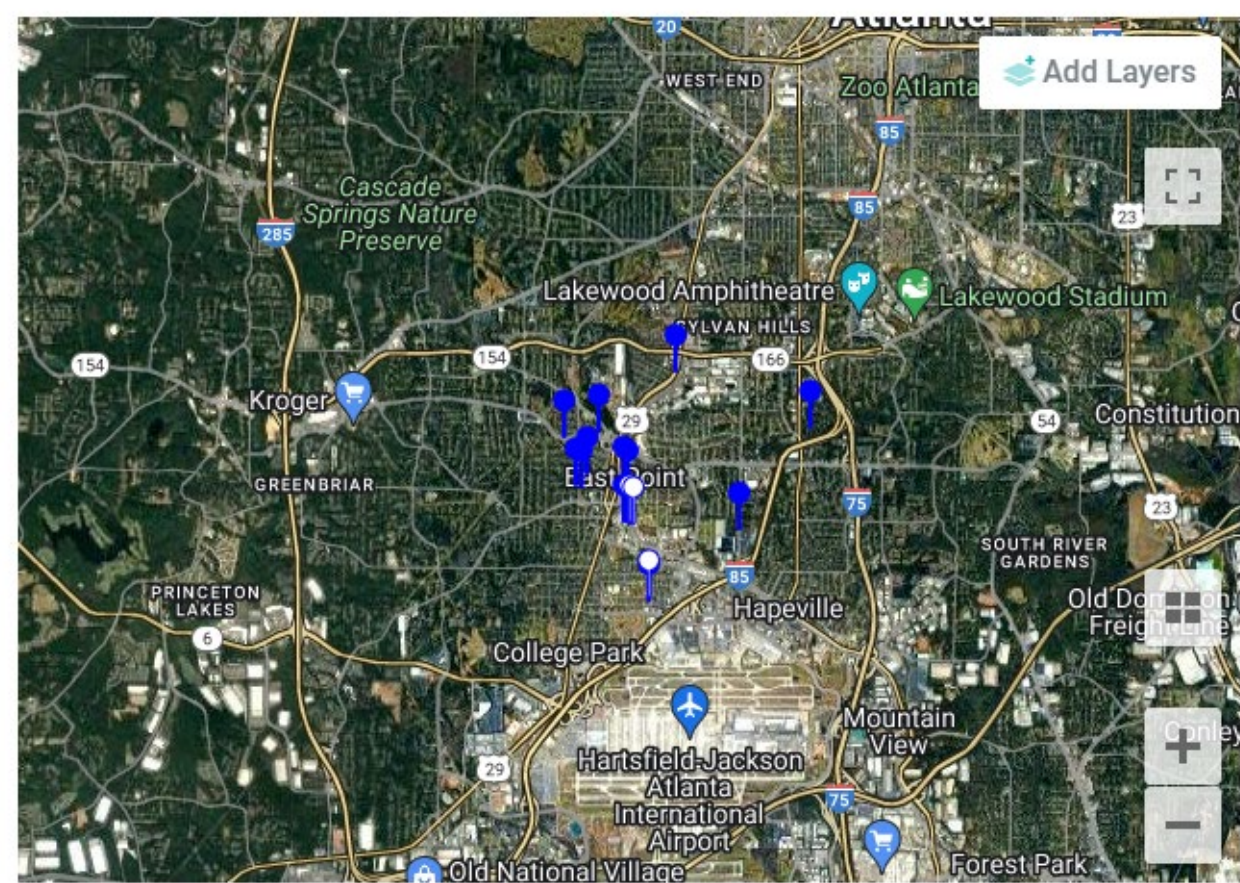 Atlanta
20
Add Layers
WEST END
Zoo Atlanta
85
Cascade
Springs Nature
Preserve
285
85
23
Lakewood Amphitheatre
Lakewood Stadium
SYLVAN HILLS
154
154
166
Kroger
29
54
Constitution
East Point
GREENBRIAR
75
23
SOUTH RIVER
GARDENS
85
PRINCETON
LAKES
Hapeville
Old Dominion
Freight Line
6
College Park
Mountain
View
Hartsfield-Jackson
Atlanta
International
Airport
29
Conley
75
Old National Village
Forest Park